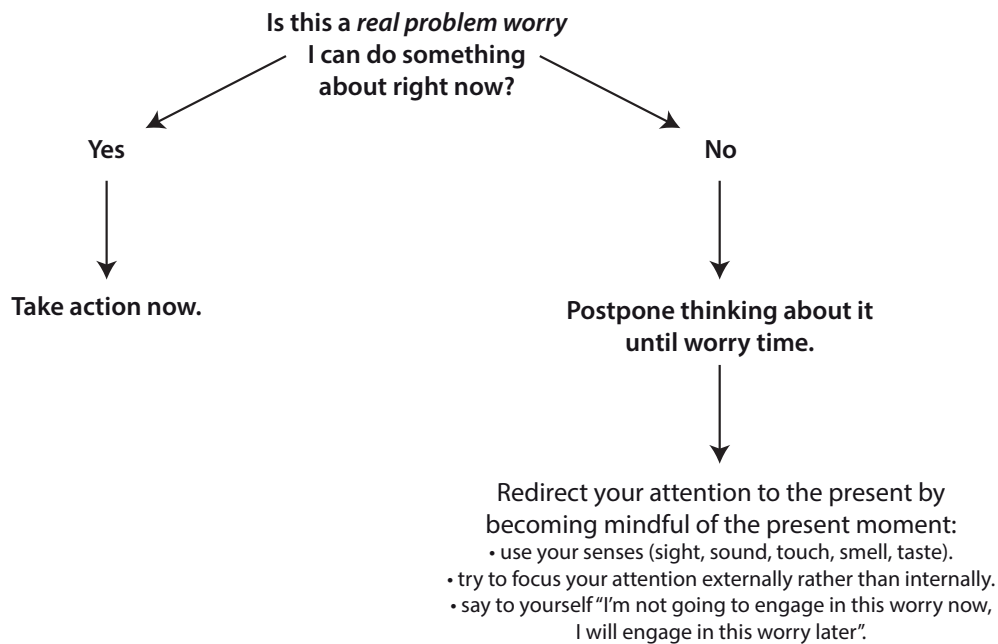 Is this a real problem worry
I can do something
about right now?
Yes
No
Take action now.
Postpone thinking about it
until worry time.
Redirect your attention to the present by
becoming mindful of the present moment:
• use your senses (sight, sound, touch, smell, taste).
• try to focus your attention externally rather than internally.
• say to yourself “I’m not going to engage in this worry now,
I will engage in this worry later”.